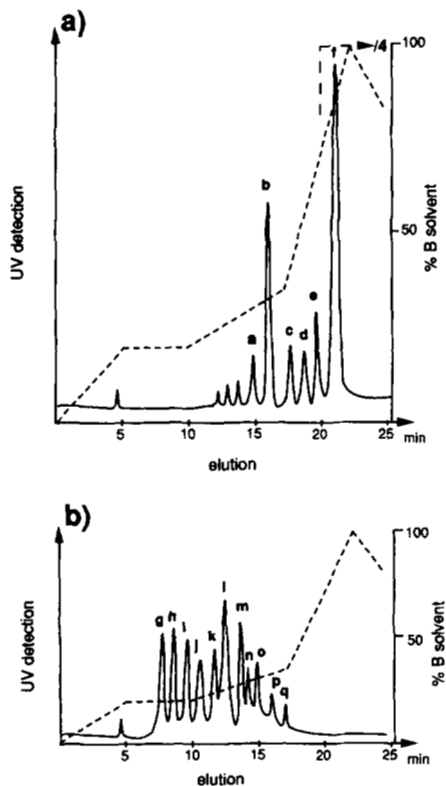 a)
100
/4
f
b
50
e
c
d
a
UV detection
% B solvent
5
10
15
20
25
min
elution
b)
100
l
g h i j k m n o p q
50
UV detection
% B solvent
5
10
15
20
25
min
elution